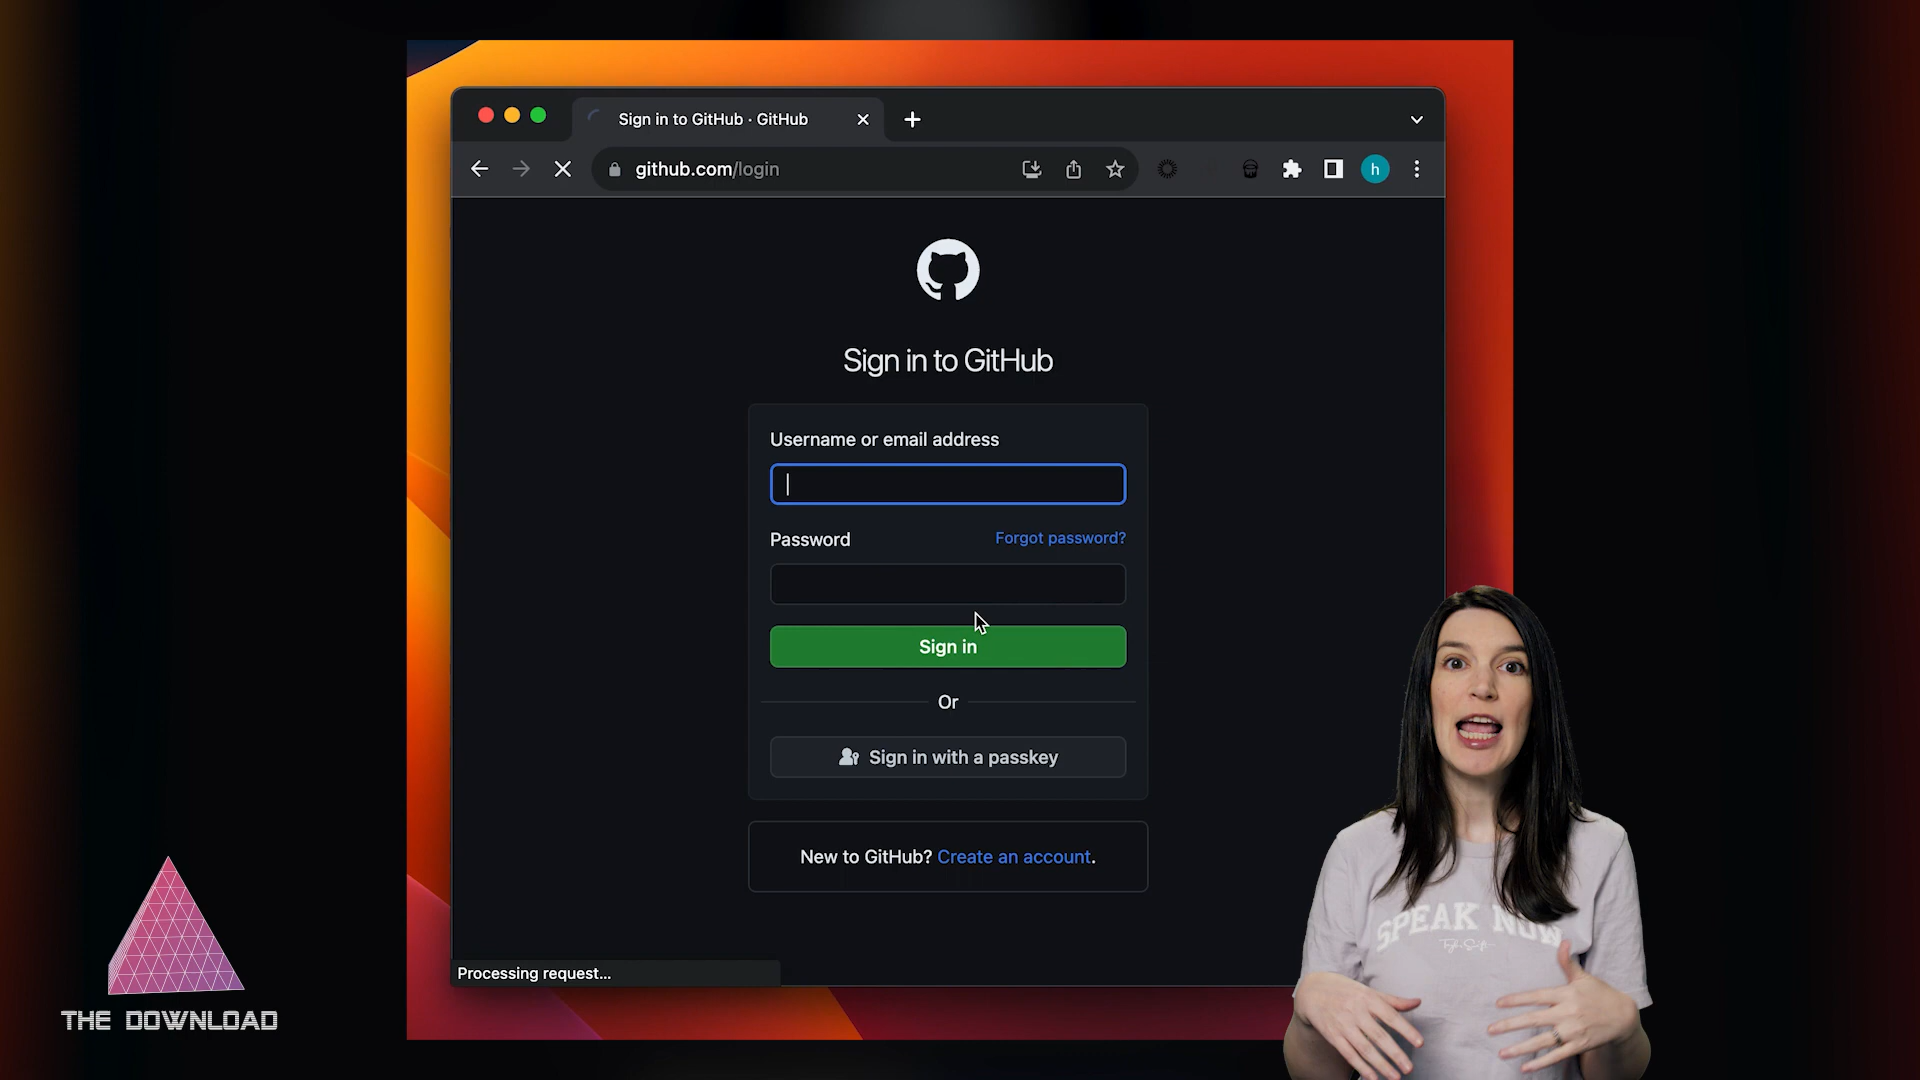 Sign in to GitHub · GitHub
github.com/login
h
Sign in to GitHub
Username or email address
Password
Forgot password?
Sign in
Or
Sign in with a passkey
New to GitHub? Create an account.
Processing request...
THE DOWNLOAD
SPEAK NOW
Taylor Swift